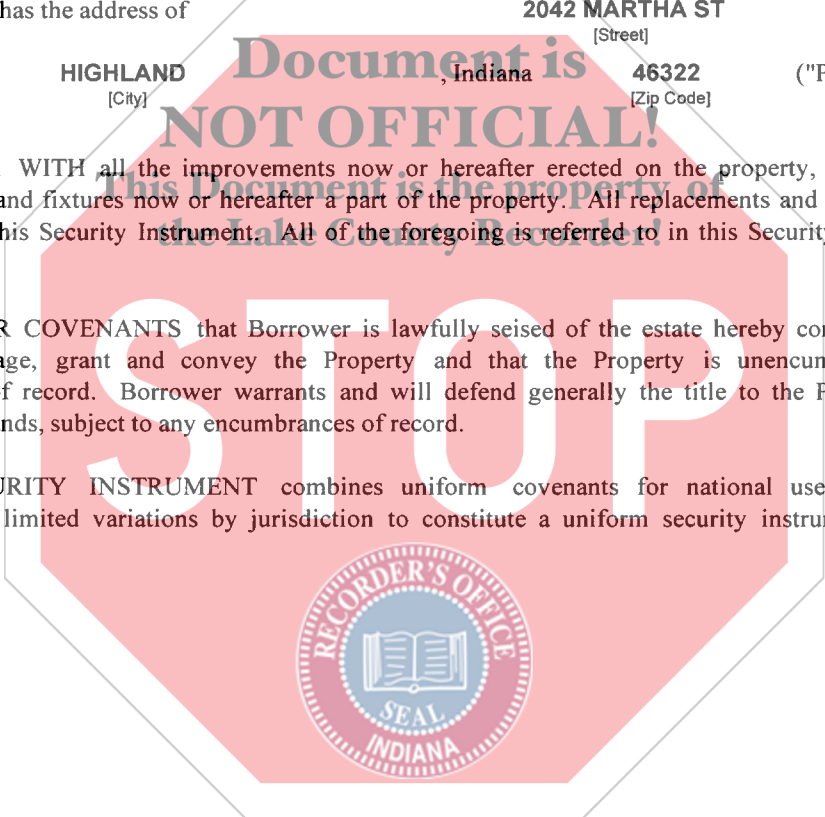 has the address of 2042 MARTHA ST
[Street]
HIGHLAND , Indiana 46322 ("P
[City] [Zip Code]
Document is
NOT OFFICIAL!
This Document is the property of
the Lake County Recorder!
WITH all the improvements now or hereafter erected on the property,
and fixtures now or hereafter a part of the property. All replacements and
his Security Instrument. All of the foregoing is referred to in this Security
R COVENANTS that Borrower is lawfully seised of the estate hereby con
age, grant and convey the Property and that the Property is unencum
f record. Borrower warrants and will defend generally the title to the P
nds, subject to any encumbrances of record.
URITY INSTRUMENT combines uniform covenants for national use
limited variations by jurisdiction to constitute a uniform security instrum
STOP
RECORDER'S OFFICE
SEAL
INDIANA